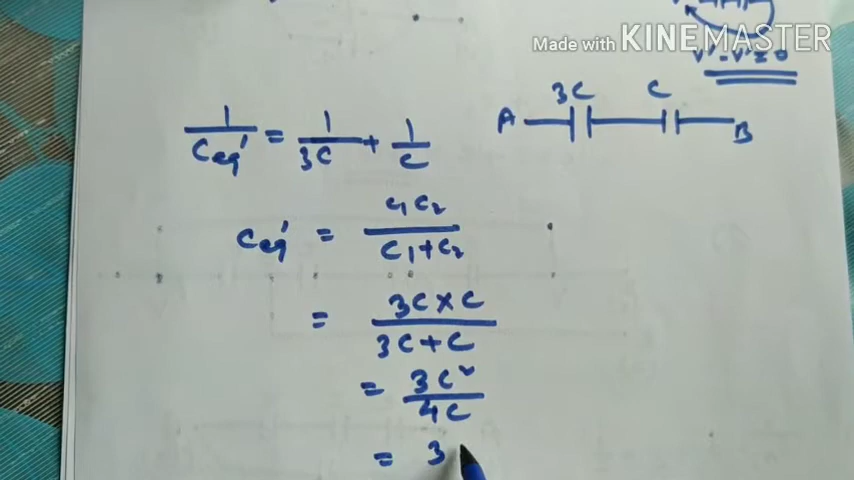 Made with KINEMASTER
V' - V' = 0
3C C
A B
1/Ceq' = 1/3C + 1/C
Ceq' = C1C2/C1+C2
= 3C×C/3C+C
= 3C²/4C
= 3